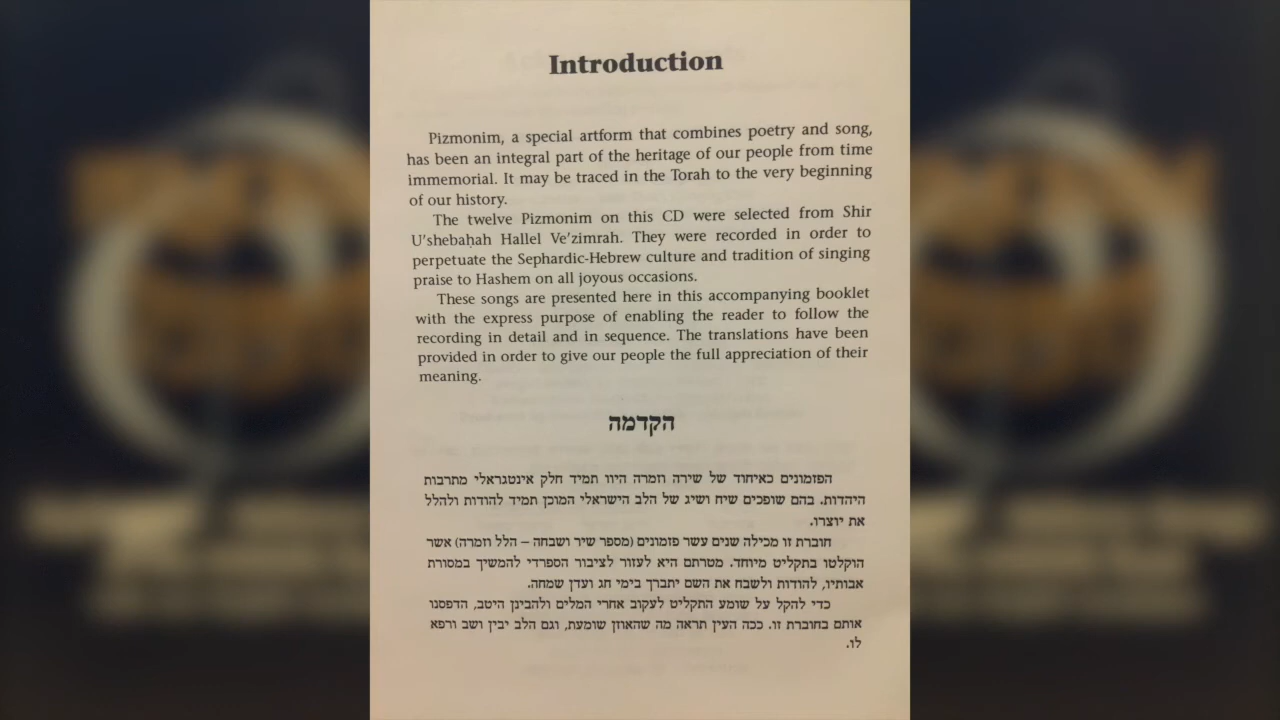 Introduction
Pizmonim, a special artform that combines poetry and song,
has been an integral part of the heritage of our people from time
immemorial. It may be traced in the Torah to the very beginning
of our history.
The twelve Pizmonim on this CD were selected from Shir
U'shebaḥah Hallel Ve'zimrah. They were recorded in order to
perpetuate the Sephardic-Hebrew culture and tradition of singing
praise to Hashem on all joyous occasions.
These songs are presented here in this accompanying booklet
with the express purpose of enabling the reader to follow the
recording in detail and in sequence. The translations have been
provided in order to give our people the full appreciation of their
meaning.
הקדמה
הפזמונים כאיחוד של שירה וזמרה היוו תמיד חלק אינטגראלי מתרבות
היהדות. בהם שופכים שיח ושיג של הלב הישראלי המוכן תמיד להודות ולהלל
את יוצרו.
חוברת זו מכילה שנים עשר פזמונים (מספר שיר ושבחה – הלל וזמרה) אשר
הוקלטו בתקליט מיוחד. מטרתם היא לעזור לציבור הספרדי להמשיך במסורת
אבותיו, להודות ולשבח את השם יתברך בימי חג ועדן שמחה.
כדי להקל על שומע התקליט לעקוב אחרי המלים ולהבינן היטב, הדפסנו
אותם בחוברת זו. ככה העין תראה מה שהאוזן שומעת, וגם הלב יבין ושב ורפא
לו.